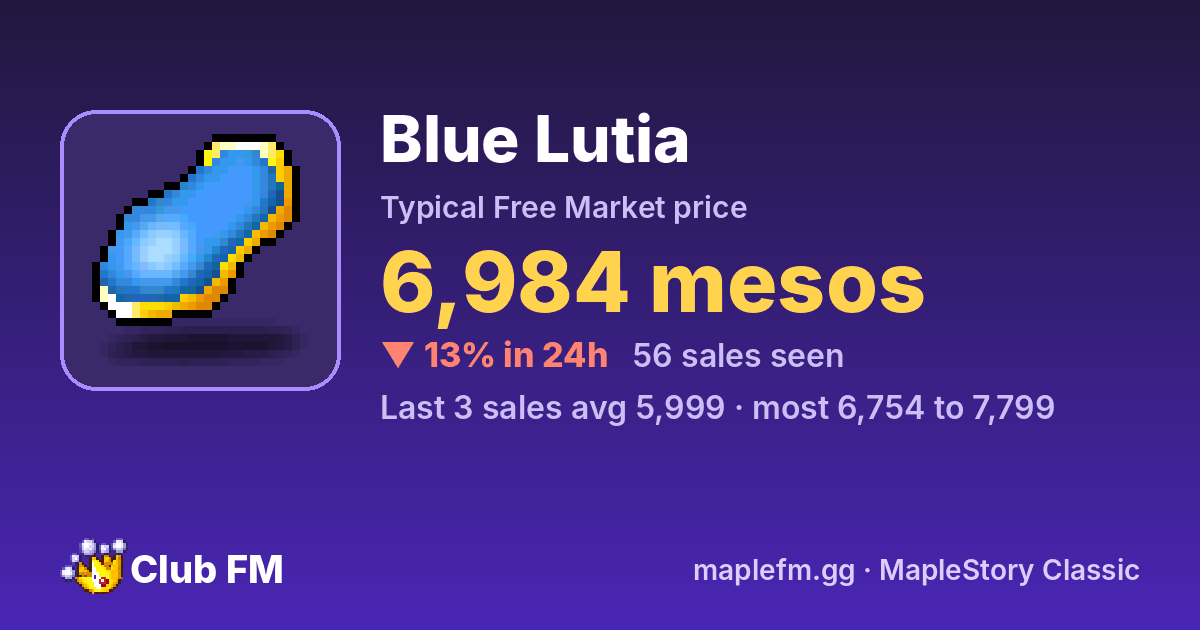 Blue Lutia
Typical Free Market price
6,984 mesos
▼ 13% in 24h 56 sales seen
Last 3 sales avg 5,999 · most 6,754 to 7,799
Club FM
maplefm.gg · MapleStory Classic